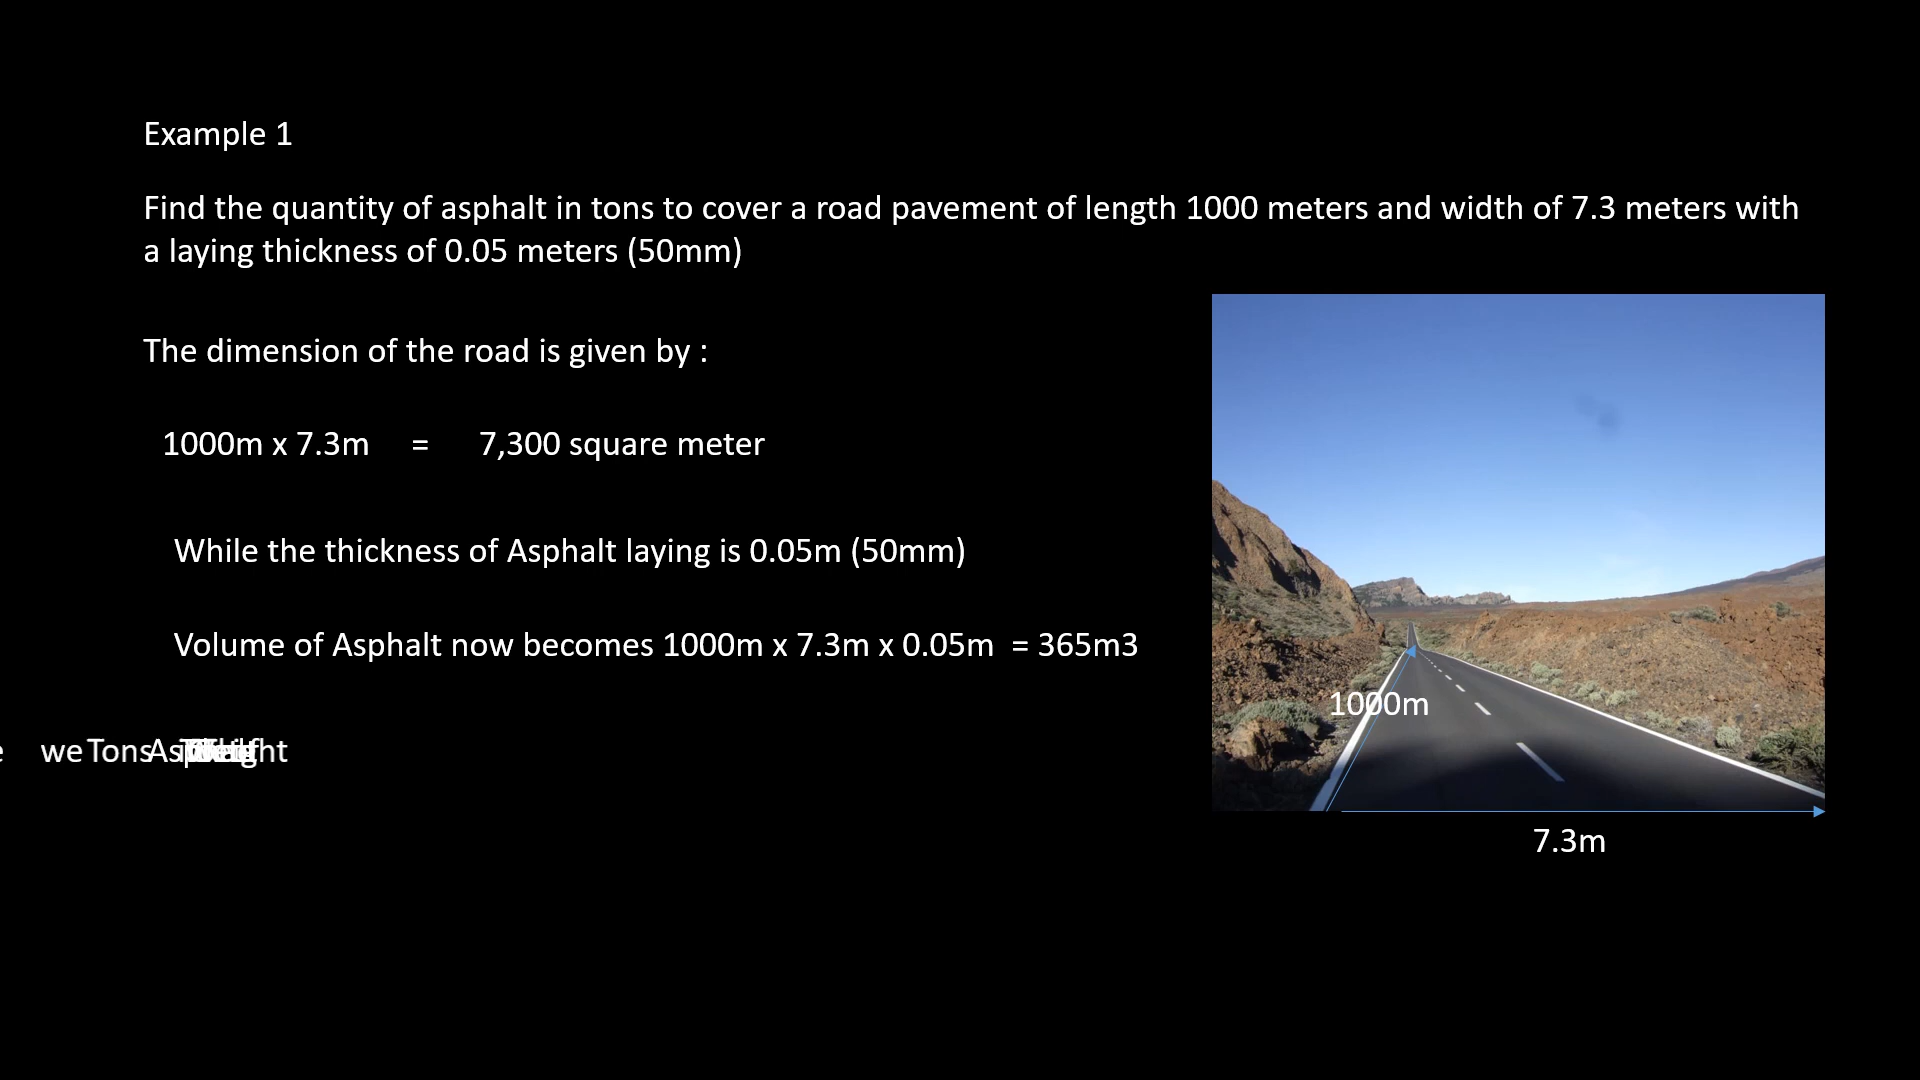 Example 1
Find the quantity of asphalt in tons to cover a road pavement of length 1000 meters and width of 7.3 meters with
a laying thickness of 0.05 meters (50mm)
The dimension of the road is given by :
1000m x 7.3m = 7,300 square meter
While the thickness of Asphalt laying is 0.05m (50mm)
Volume of Asphalt now becomes 1000m x 7.3m x 0.05m = 365m3
1000m
we Tons
7.3m